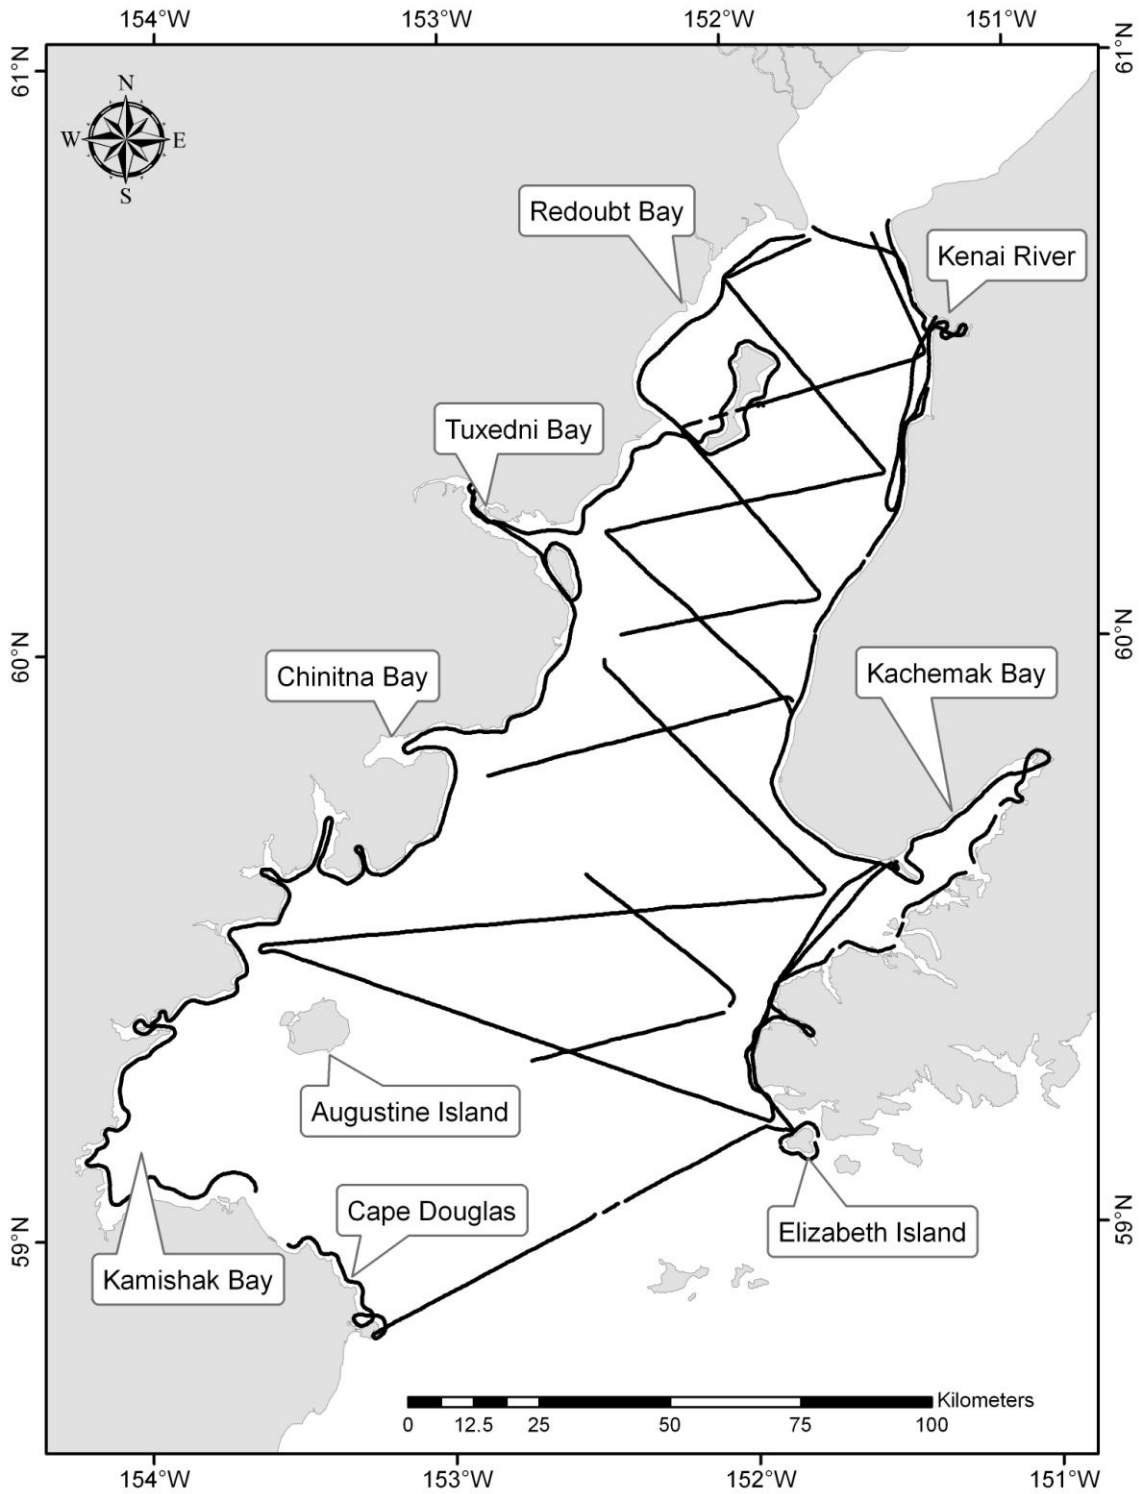 154°W 153°W 152°W 151°W
61°N
61°N
N
W E
S
Redoubt Bay
Kenai River
Tuxedni Bay
60°N
60°N
Chinitna Bay
Kachemak Bay
Augustine Island
Cape Douglas
Elizabeth Island
59°N
59°N
Kamishak Bay
Kilometers
0 12.5 25 50 75 100
154°W 153°W 152°W 151°W